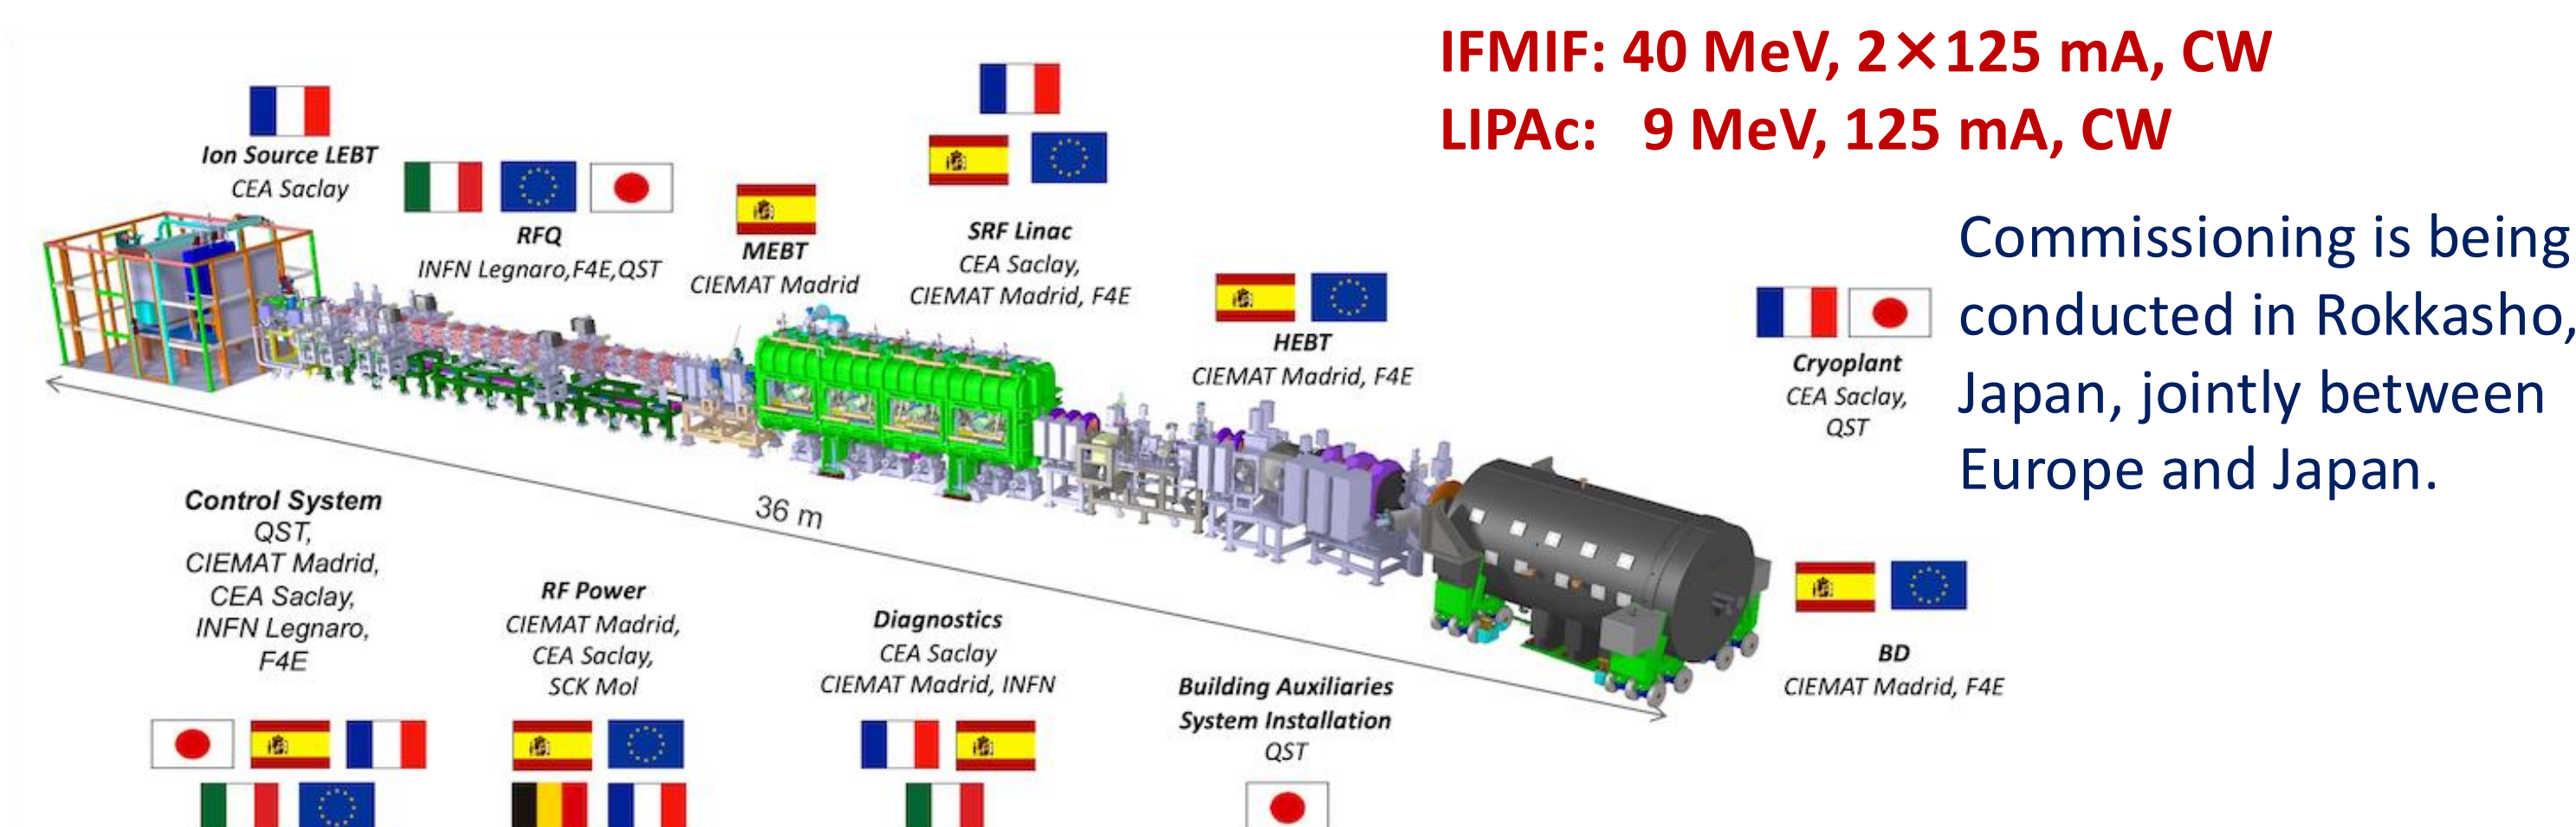 IFMIF: 40 MeV, 2×125 mA, CW
LIPAc: 9 MeV, 125 mA, CW
Commissioning is being
conducted in Rokkasho,
Japan, jointly between
Europe and Japan.
Ion Source LEBT
CEA Saclay
RFQ
INFN Legnaro,F4E,QST
MEBT
CIEMAT Madrid
SRF Linac
CEA Saclay,
CIEMAT Madrid, F4E
HEBT
CIEMAT Madrid, F4E
Cryoplant
CEA Saclay,
QST
36 m
Control System
QST,
CIEMAT Madrid,
CEA Saclay,
INFN Legnaro,
F4E
RF Power
CIEMAT Madrid,
CEA Saclay,
SCK Mol
Diagnostics
CEA Saclay
CIEMAT Madrid, INFN
Building Auxiliaries
System Installation
QST
BD
CIEMAT Madrid, F4E